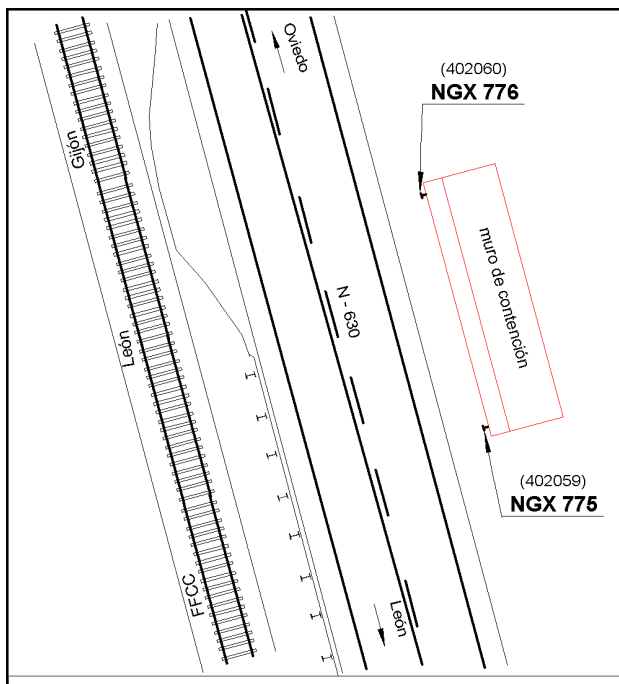 Oviedo
(402060)
NGX 776
Gijón
muro de contención
N - 630
León
(402059)
NGX 775
FFCC
León